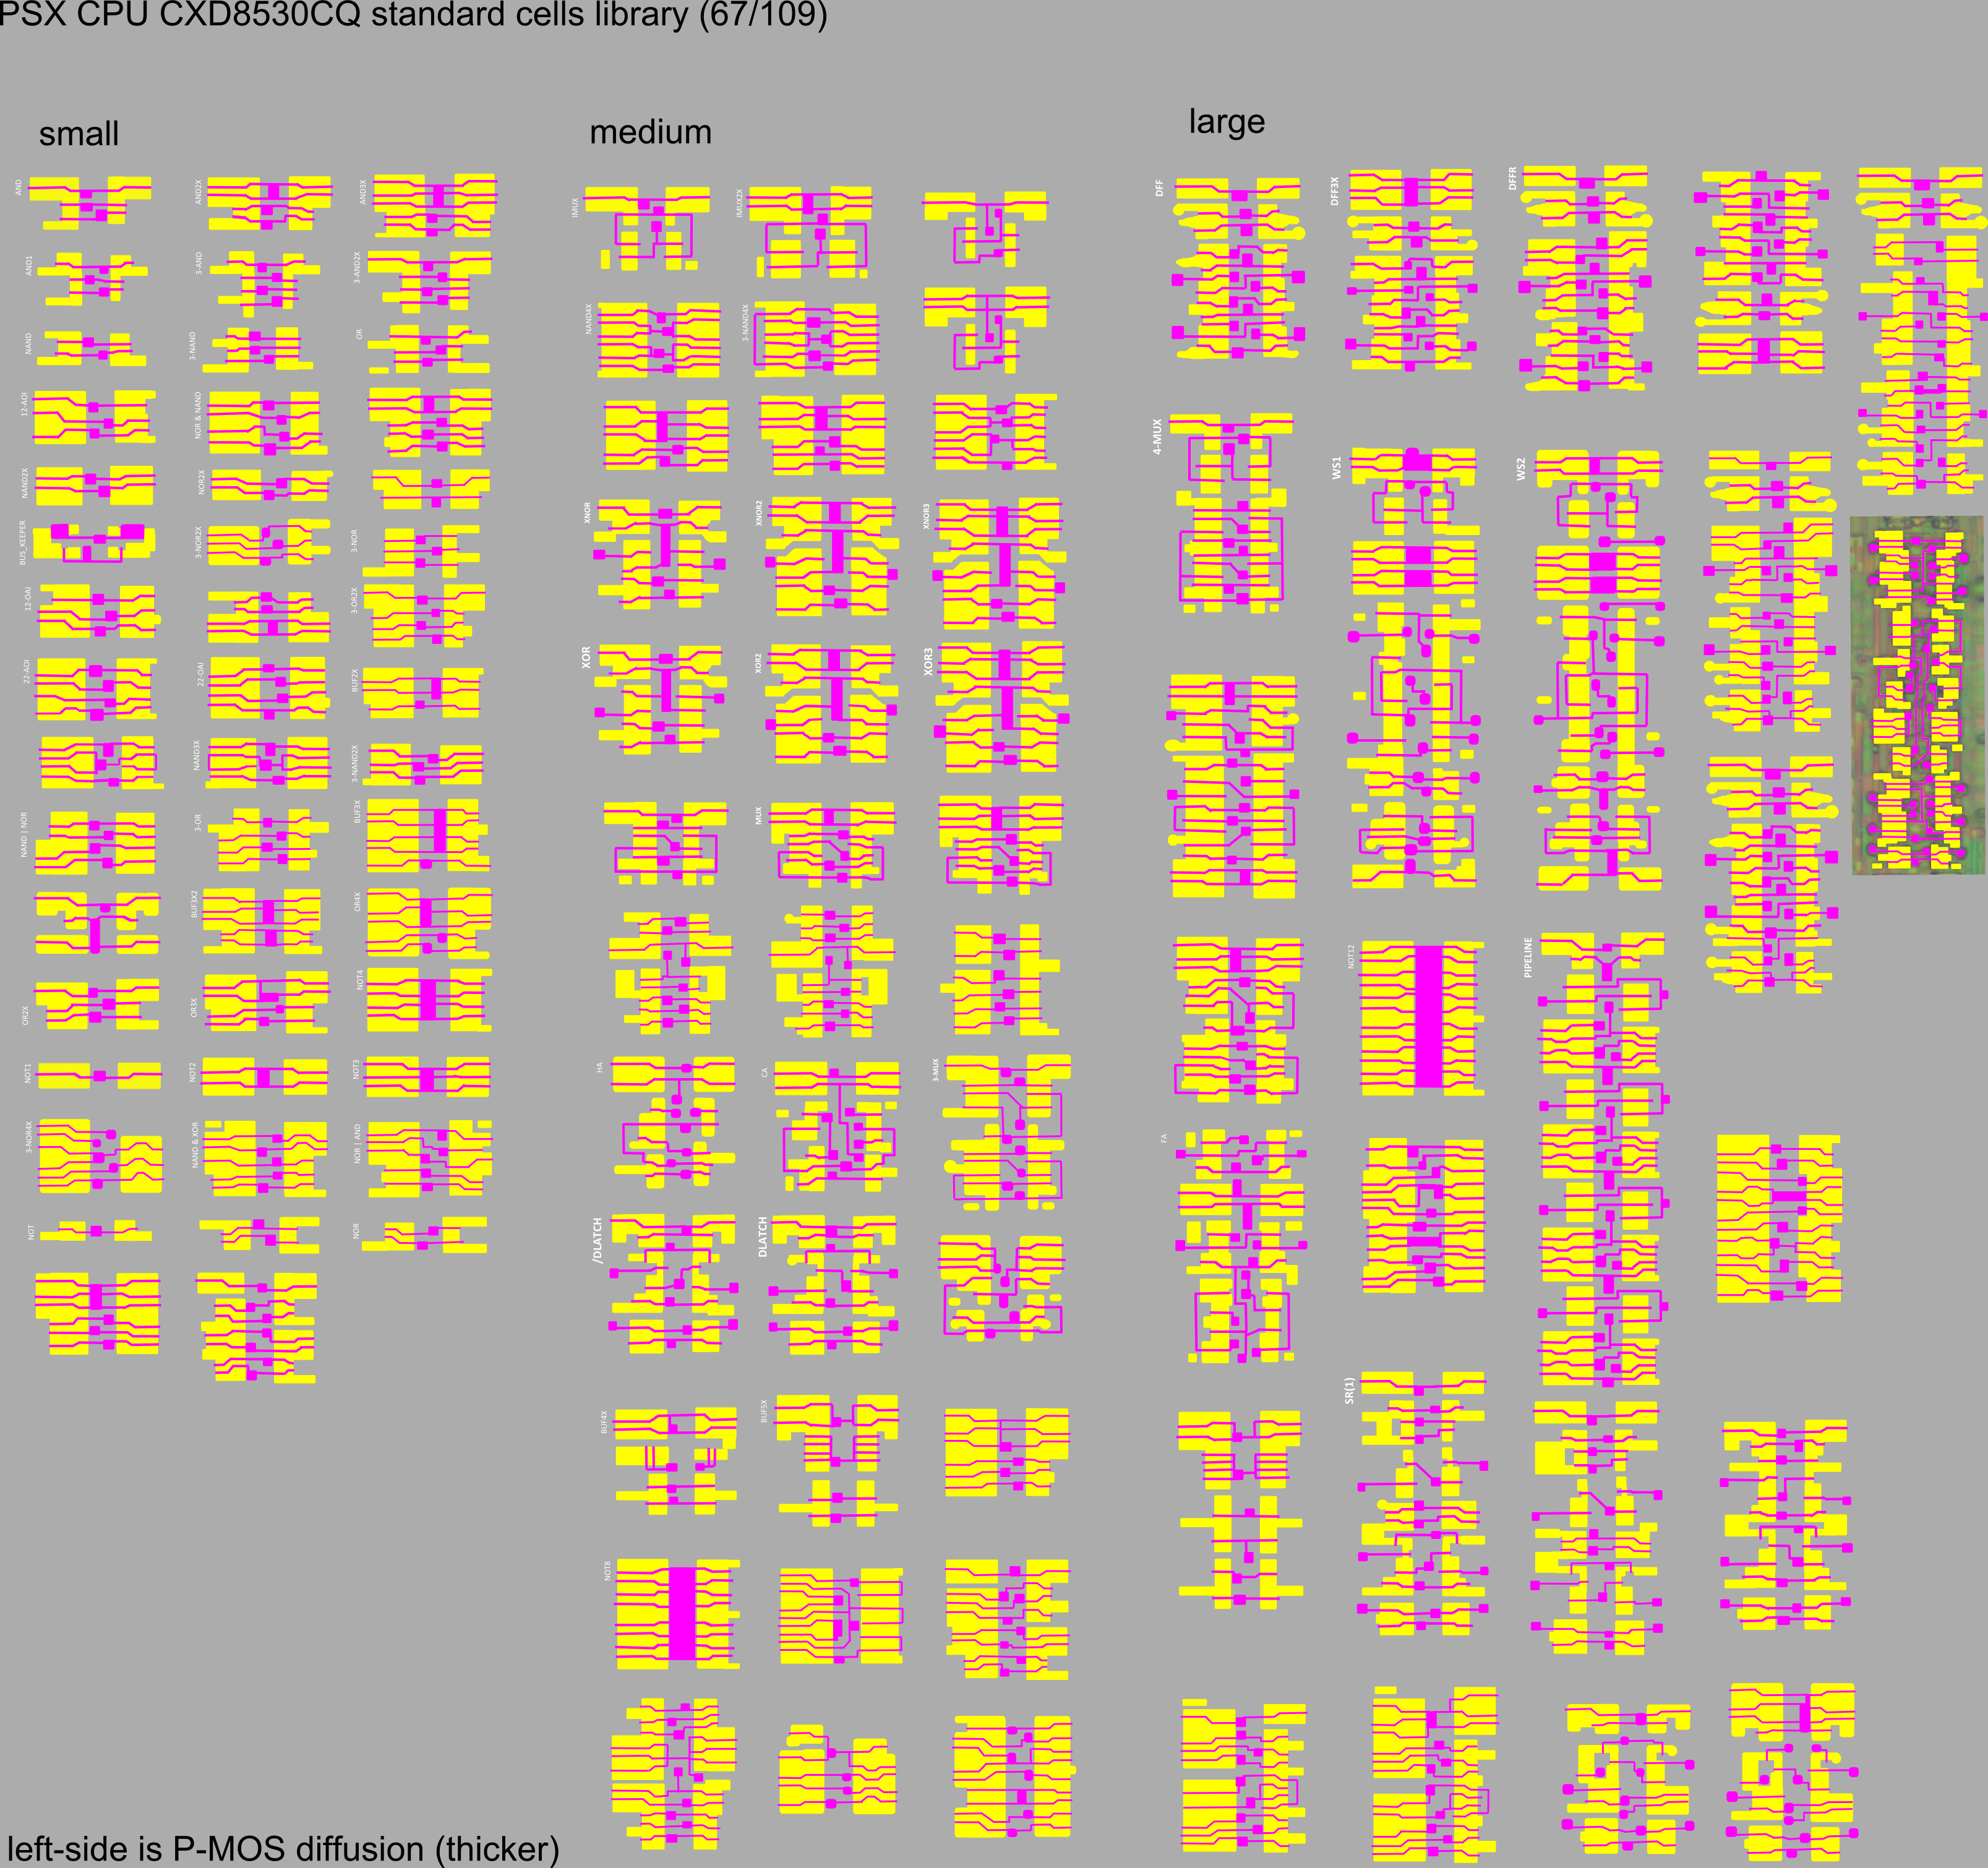 PSX CPU CXD8530CQ standard cells library (67/109)
small
medium
large
AND
AND2X
AND3X
AND1
3-AND
3-AND2X
NAND
3-NAND
OR
12-AOI
NOR & NAND
NAND2X
NOR2X
BUS_KEEPER
3-NOR2X
3-NOR
12-OAI
3-OR2X
22-AOI
22-OAI
BUF2X
NAND3X
3-NAND2X
NAND | NOR
3-OR
BUF3X
BUF3X2
OR4X
OR2X
OR3X
NOT4
NOT1
NOT2
NOT3
3-NOR4X
NAND & XOR
NOR | AND
NOT
NOR
IMUX
IMUX2X
NAND4X
3-NAND4X
XNOR
XNOR2
XNOR3
XOR
XOR2
XOR3
MUX
HA
CA
3-MUX
/DLATCH
DLATCH
BUF4X
BUF5X
NOT8
DFF
DFF3X
DFFR
4-MUX
WS1
WS2
NOT12
PIPELINE
FA
SR(1)
left-side is P-MOS diffusion (thicker)